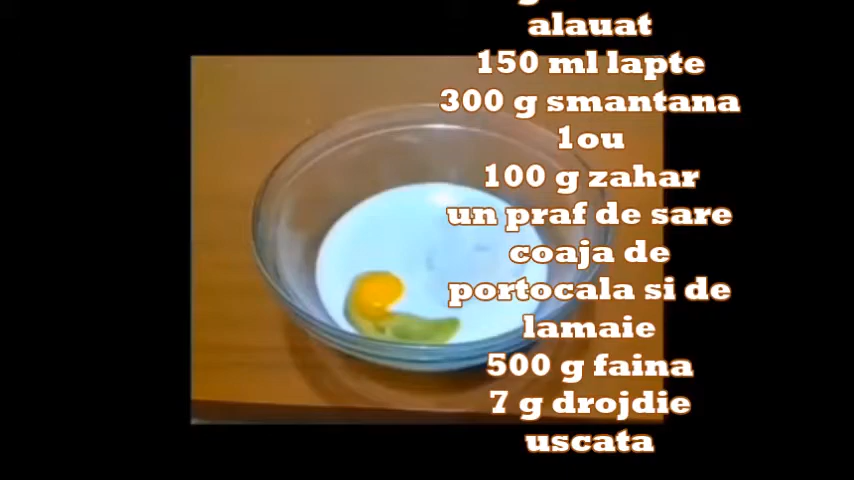 alauat
150 ml lapte
300 g smantana
1ou
100 g zahar
un praf de sare
coaja de
portocala si de
lamaie
500 g faina
7 g drojdie
uscata